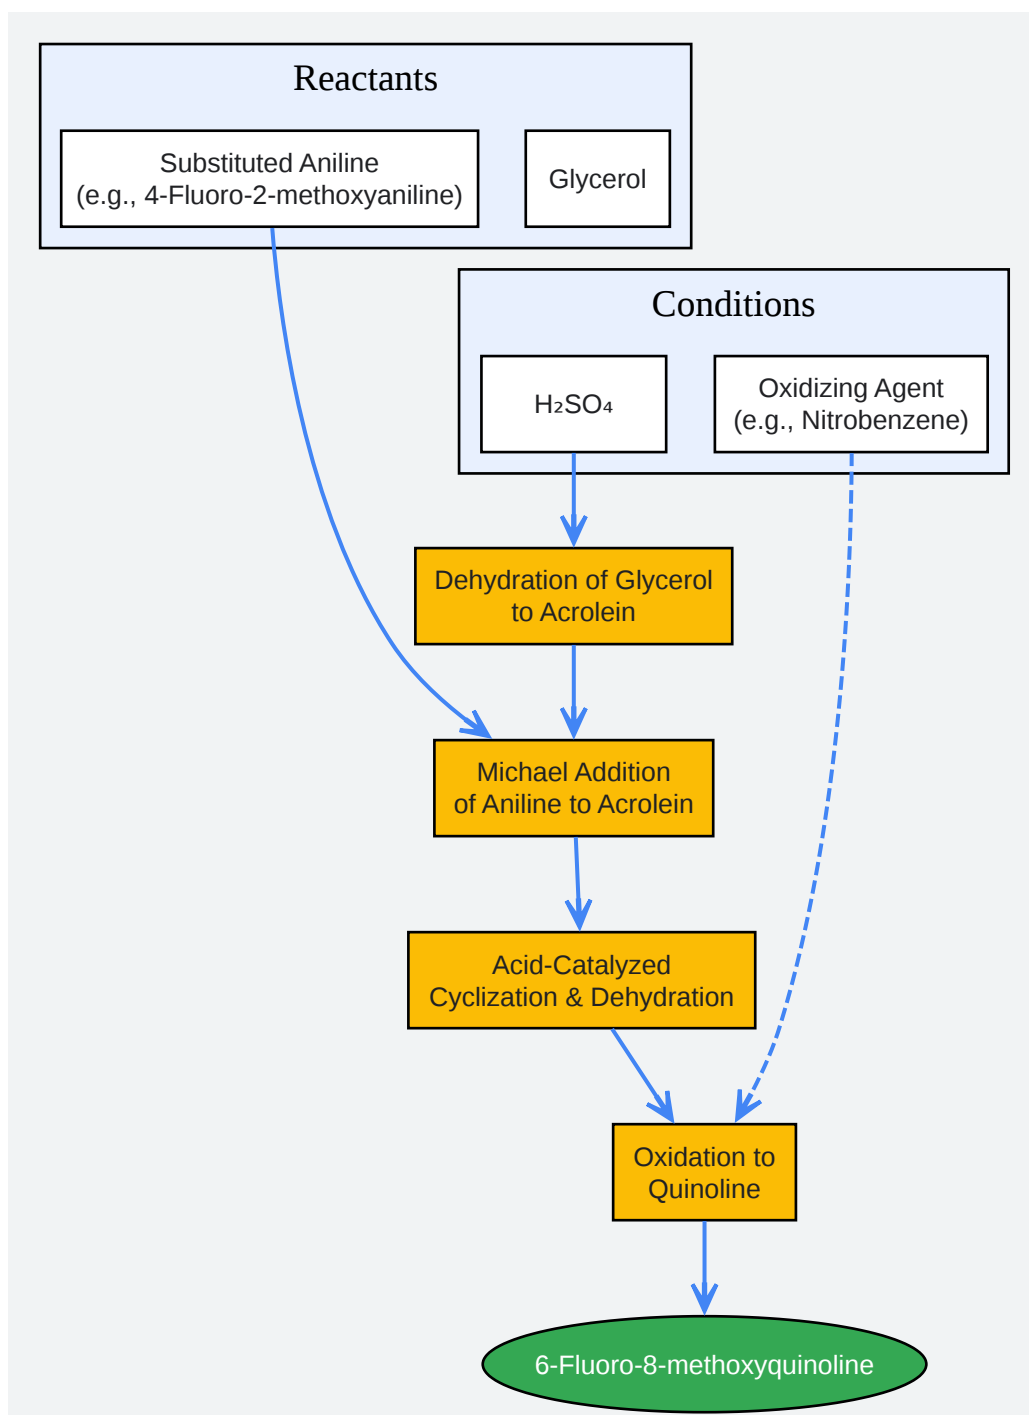 Reactants
Substituted Aniline
(e.g., 4-Fluoro-2-methoxyaniline)
Glycerol
Conditions
H₂SO₄
Oxidizing Agent
(e.g., Nitrobenzene)
Dehydration of Glycerol
to Acrolein
Michael Addition
of Aniline to Acrolein
Acid-Catalyzed
Cyclization & Dehydration
Oxidation to
Quinoline
6-Fluoro-8-methoxyquinoline